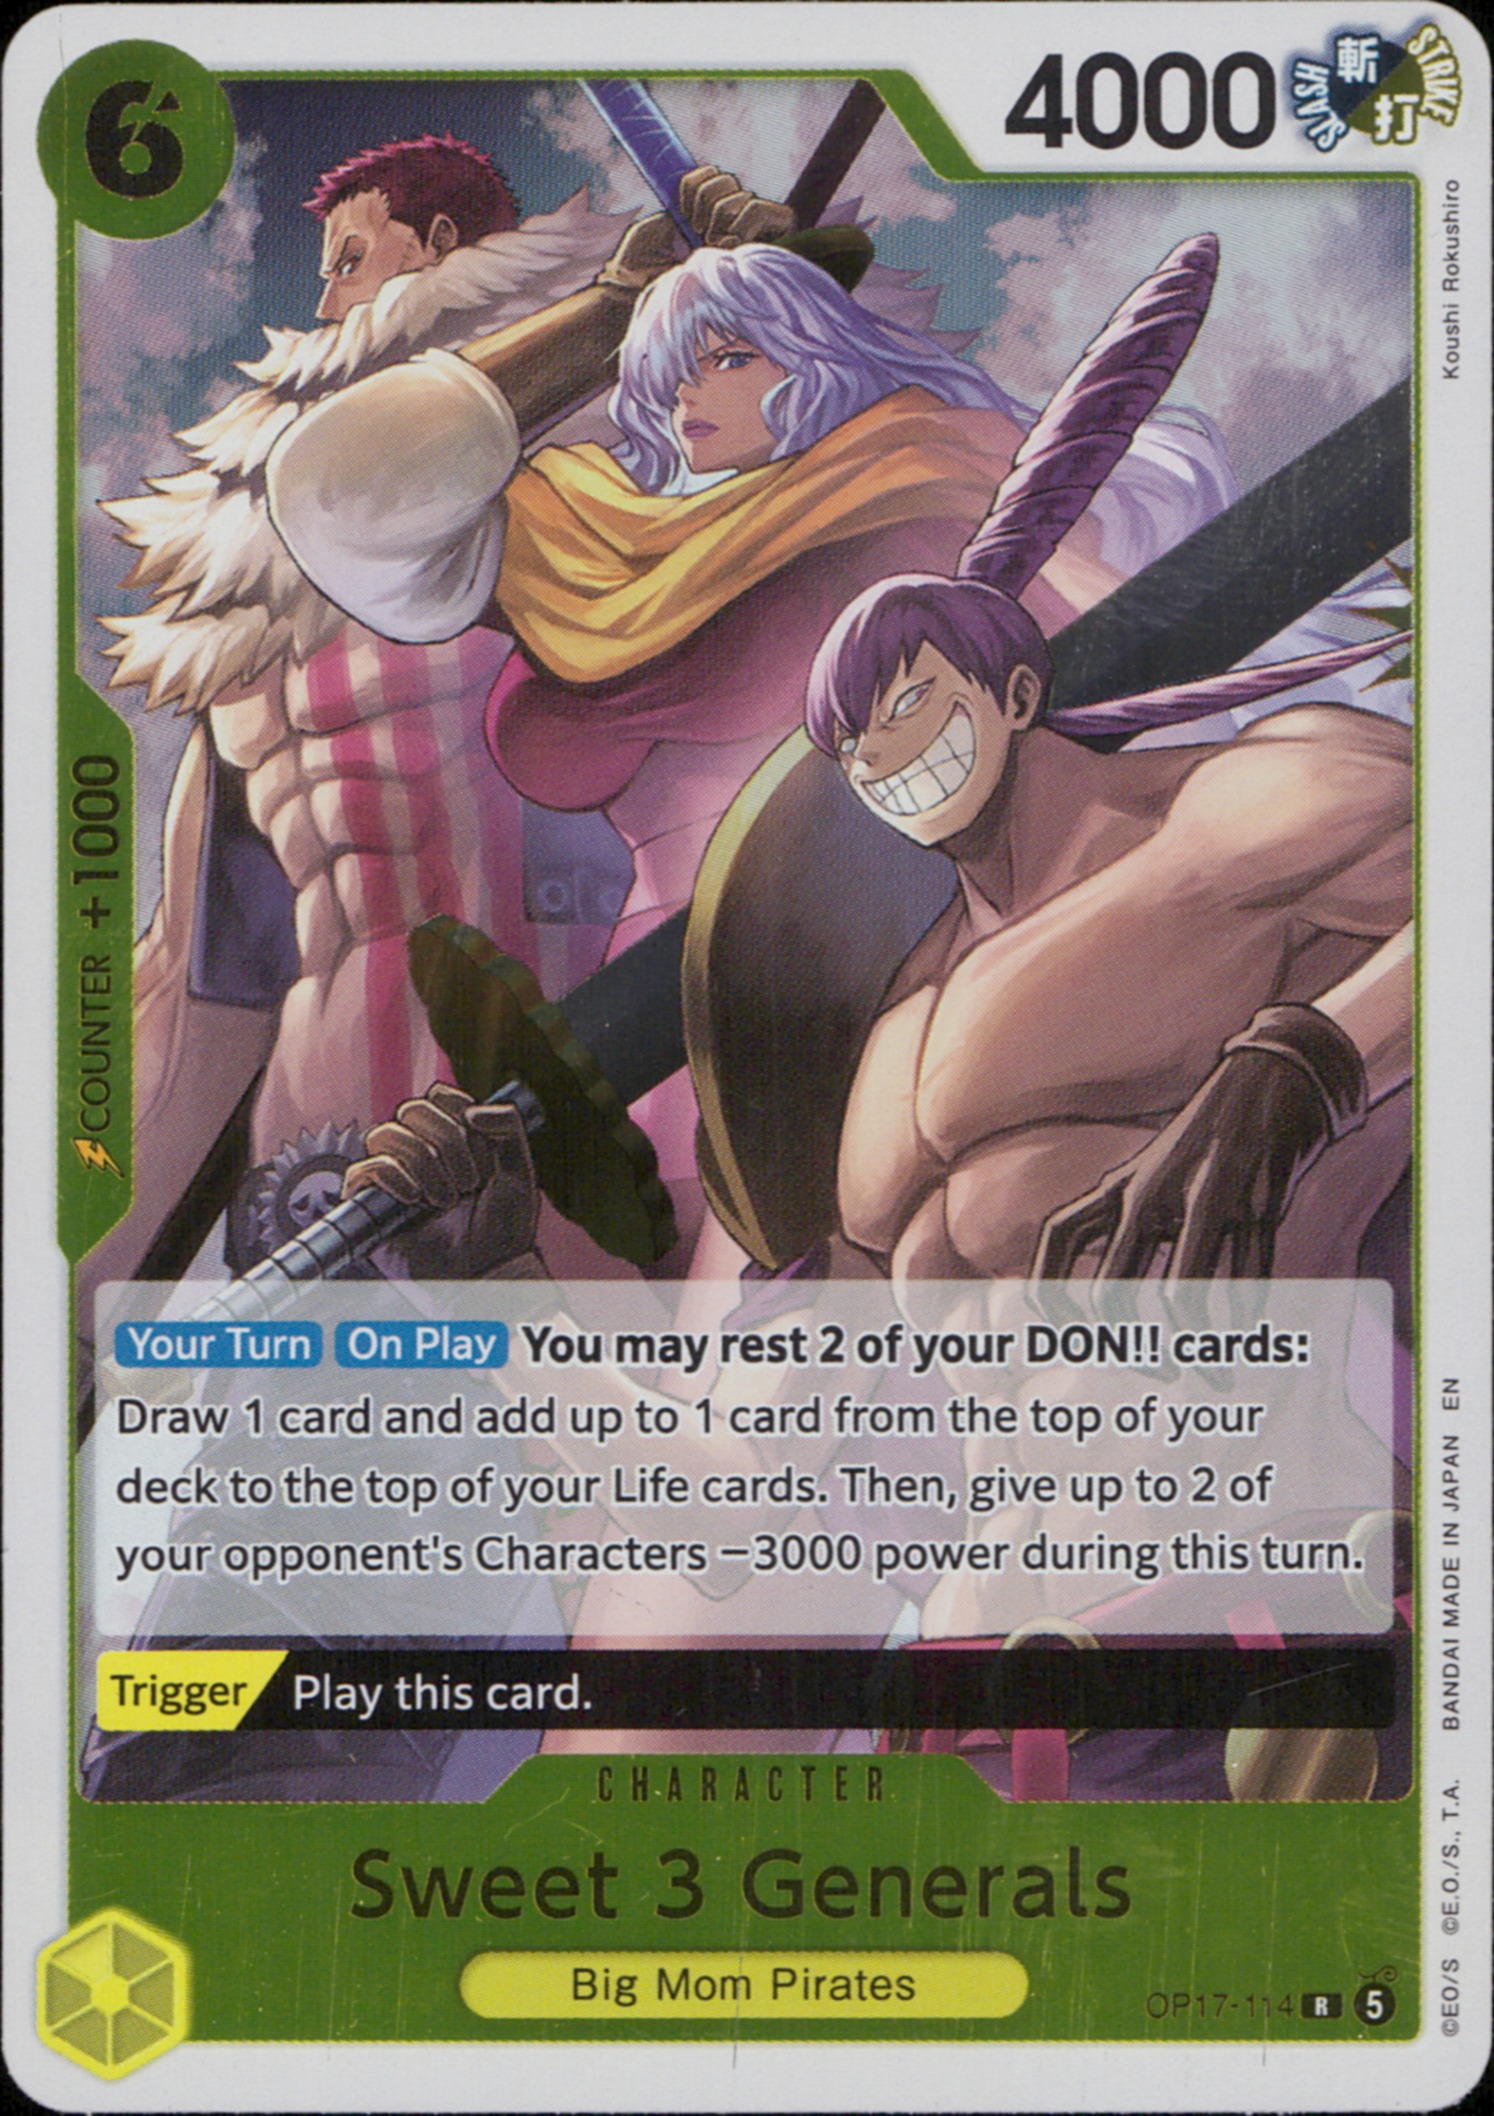 6
4000
斬
打
SLASH
STRIKE
Koushi Rokushiro
COUNTER +1000
Your Turn On Play You may rest 2 of your DON!! cards:
Draw 1 card and add up to 1 card from the top of your
deck to the top of your Life cards. Then, give up to 2 of
your opponent's Characters −3000 power during this turn.
Trigger Play this card.
CHARACTER
Sweet 3 Generals
Big Mom Pirates
OP17-114 R 5
©EO/S ©E.O./S., T.A. BANDAI MADE IN JAPAN EN